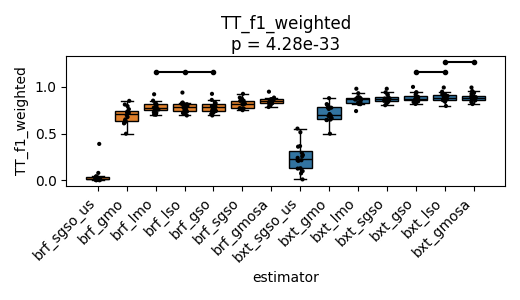 TT_f1_weighted
p = 4.28e-33
TT_f1_weighted
1.0
0.5
0.0
brf_sgso_us
brf_gmo
brf_lmo
brf_lso
brf_gso
brf_sgso
brf_gmosa
bxt_sgso_us
bxt_gmo
bxt_lmo
bxt_sgso
bxt_gso
bxt_lso
bxt_gmosa
estimator